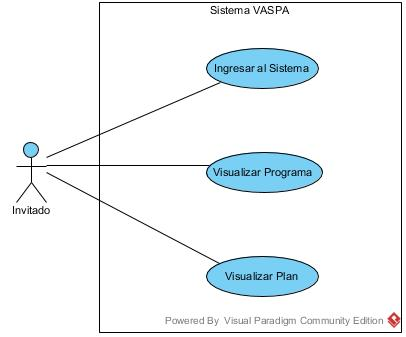 Sistema VASPA
Ingresar al Sistema
Visualizar Programa
Invitado
Visualizar Plan
Powered By Visual Paradigm Community Edition